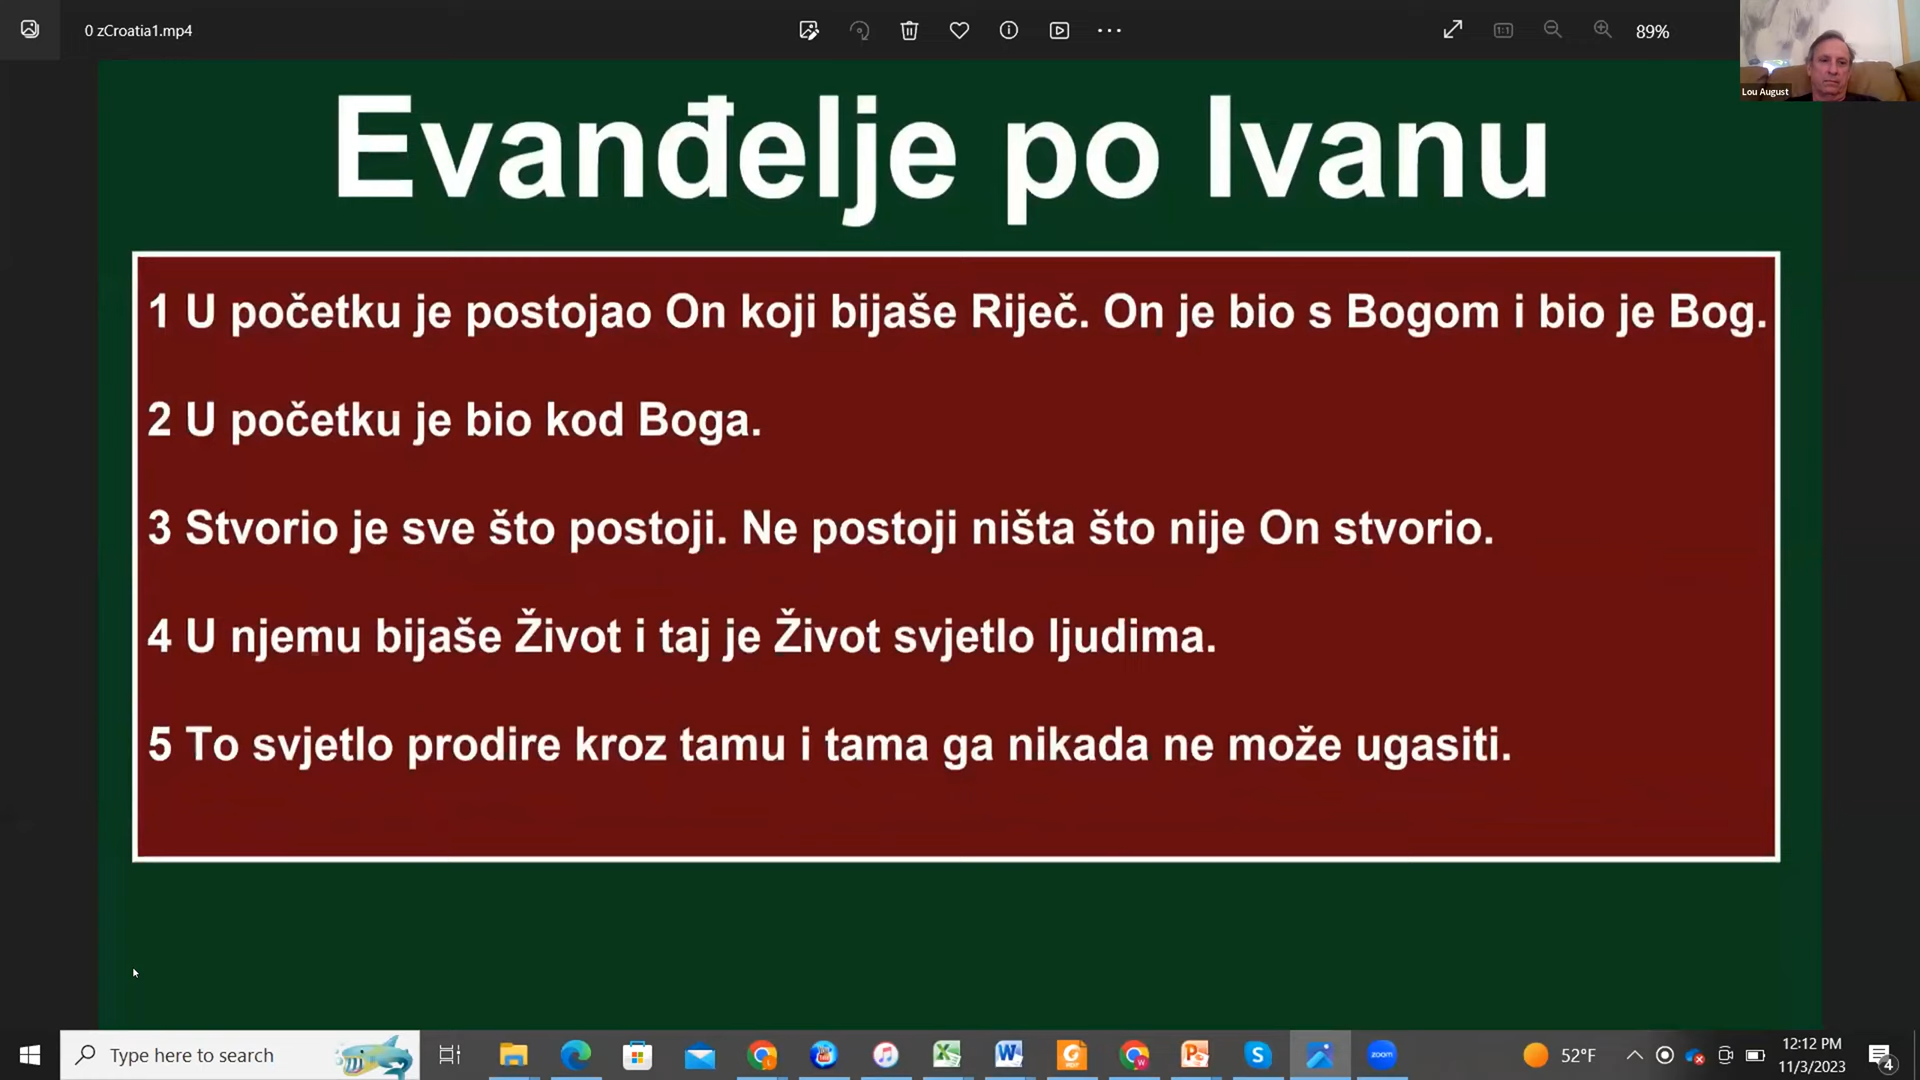 0 zCroatia1.mp4
89%
Lou August
Evanđelje po Ivanu
1 U početku je postojao On koji bijaše Riječ. On je bio s Bogom i bio je Bog.
2 U početku je bio kod Boga.
3 Stvorio je sve što postoji. Ne postoji ništa što nije On stvorio.
4 U njemu bijaše Život i taj je Život svjetlo ljudima.
5 To svjetlo prodire kroz tamu i tama ga nikada ne može ugasiti.
Type here to search
zoom
52°F
12:12 PM
11/3/2023
4